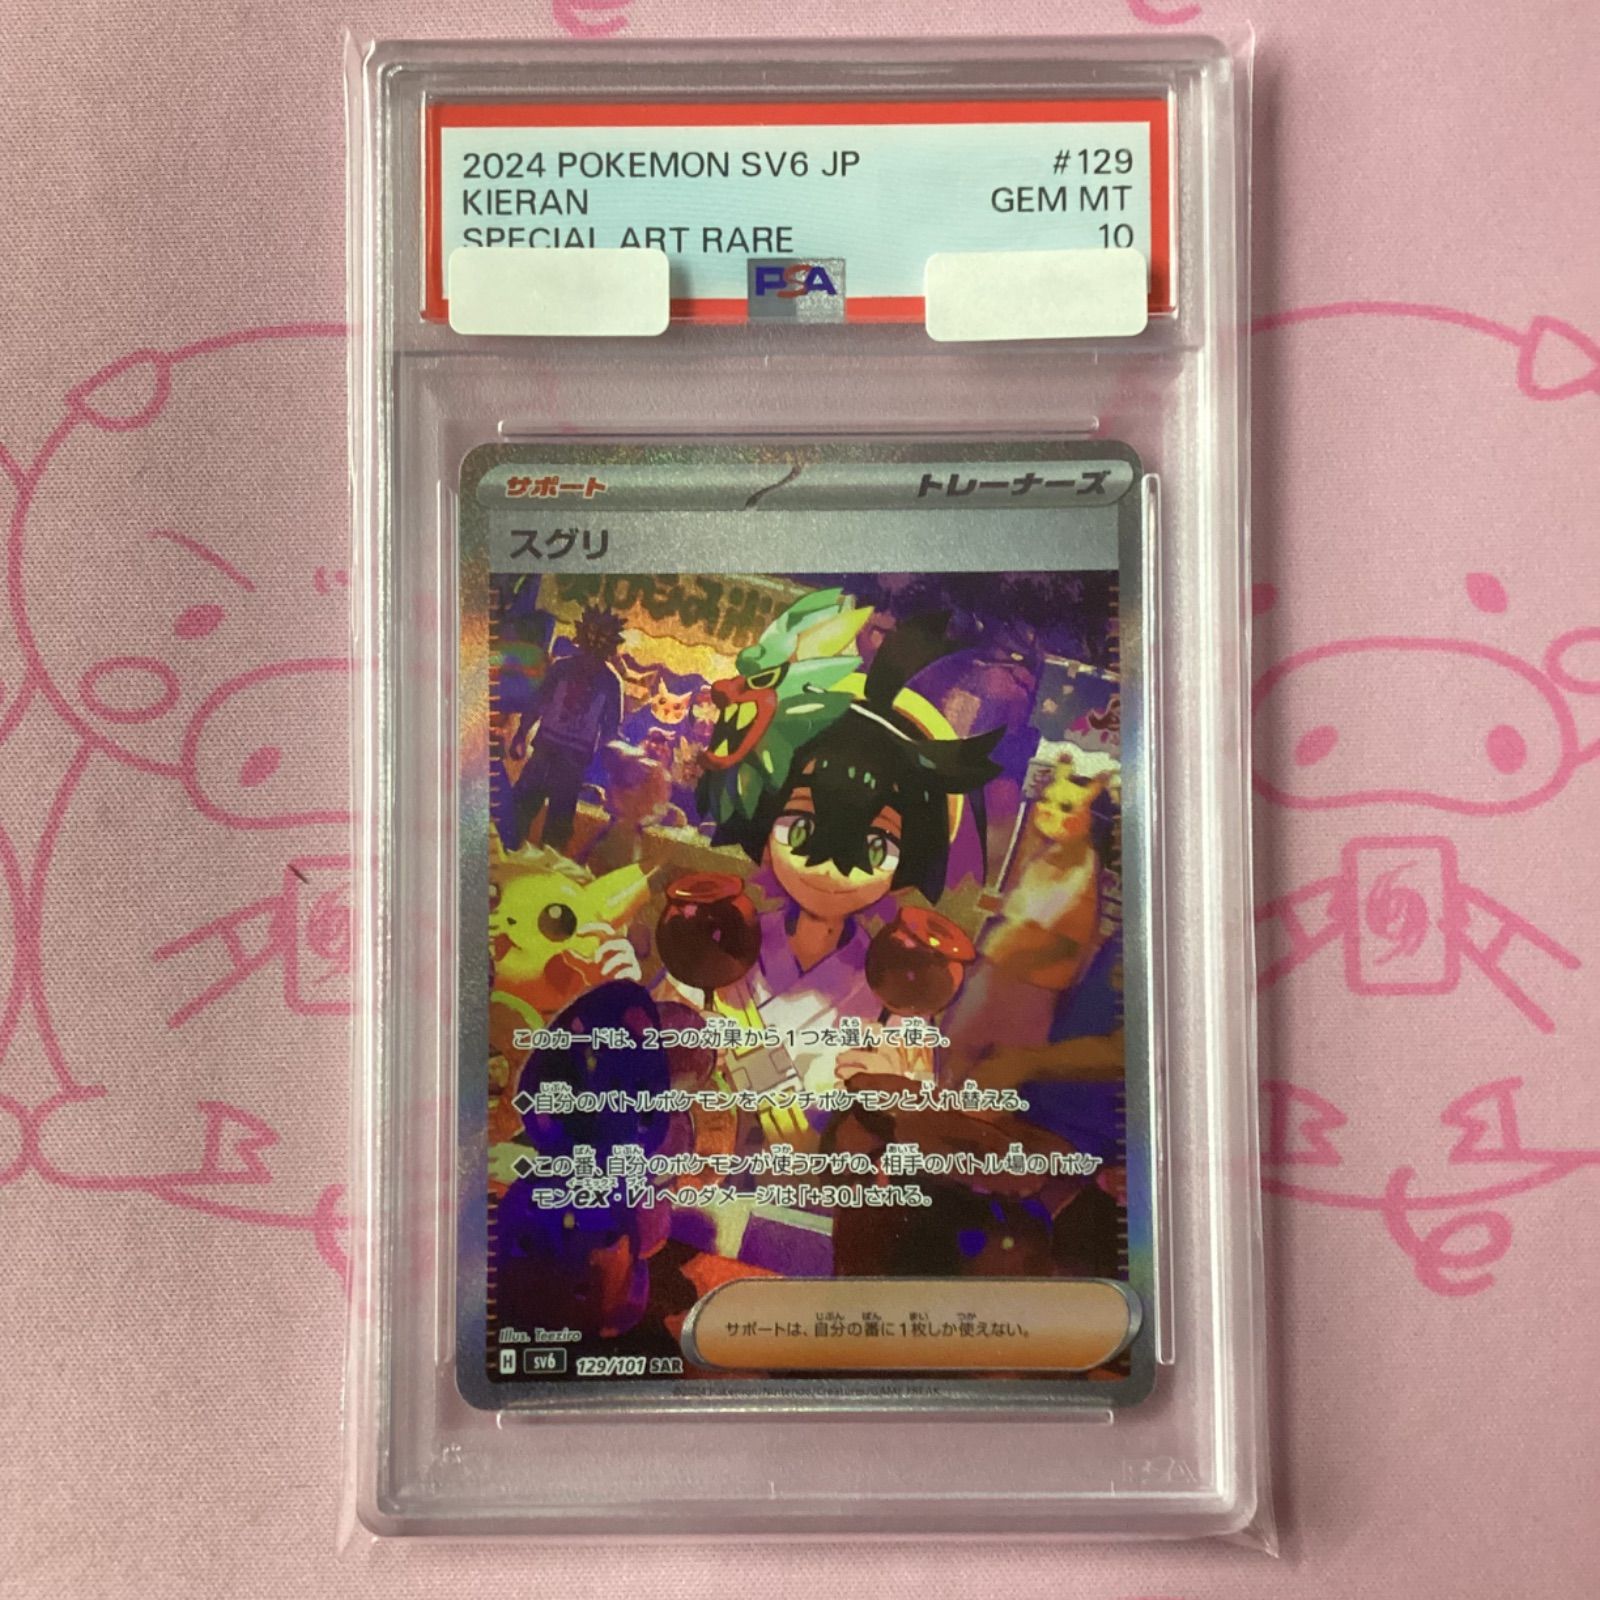 2024 POKEMON SV6 JP #129
KIERAN GEM MT
SPECIAL ART RARE 10
PSA
サポート トレーナーズ
スグリ
このカードは、2つの効果から1つを選んで使う。
◆自分のバトルポケモンをベンチポケモンと入れ替える。
◆この番、自分のポケモンが使うワザの、相手のバトル場の「ポケ
モンex・V」へのダメージは「+30」される。
サポートは、自分の番に1枚しか使えない。
Illus. Teeziro
H SV6 129/101 SAR
©2024 Pokémon/Nintendo/Creatures/GAME FREAK
PSA